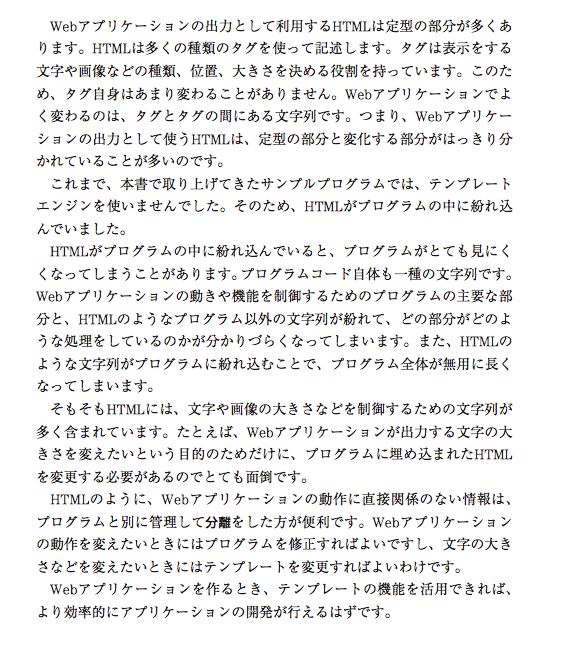 Webアプリケーションの出力として利用するHTMLは定型の部分が多くあ
ります。HTMLは多くの種類のタグを使って記述します。タグは表示をする
文字や画像などの種類、位置、大きさを決める役割を持っています。このた
め、タグ自身はあまり変わることがありません。Webアプリケーションでよ
く変わるのは、タグとタグの間にある文字列です。つまり、Webアプリケー
ションの出力として使うHTMLは、定型の部分と変化する部分がはっきり分
かれていることが多いのです。
これまで、本書で取り上げてきたサンプルプログラムでは、テンプレート
エンジンを使いませんでした。そのため、HTMLがプログラムの中に紛れ込
んでいました。
HTMLがプログラムの中に紛れ込んでいると、プログラムがとても見にく
くなってしまうことがあります。プログラムコード自体も一種の文字列です。
Webアプリケーションの動きや機能を制御するためのプログラムの主要な部
分と、HTMLのようなプログラム以外の文字列が紛れて、どの部分がどのよ
うな処理をしているのかが分かりづらくなってしまいます。また、HTMLの
ような文字列がプログラムに紛れ込むことで、プログラム全体が無用に長く
なってしまいます。
そもそもHTMLには、文字や画像の大きさなどを制御するための文字列が
多く含まれています。たとえば、Webアプリケーションが出力する文字の大
きさを変えたいという目的のためだけに、プログラムに埋め込まれたHTML
を変更する必要があるのでとても面倒です。
HTMLのように、Webアプリケーションの動作に直接関係のない情報は、
プログラムと別に管理して分離をした方が便利です。Webアプリケーション
の動作を変えたいときにはプログラムを修正すればよいですし、文字の大き
さなどを変えたいときにはテンプレートを変更すればよいわけです。
Webアプリケーションを作るとき、テンプレートの機能を活用できれば、
より効率的にアプリケーションの開発が行えるはずです。